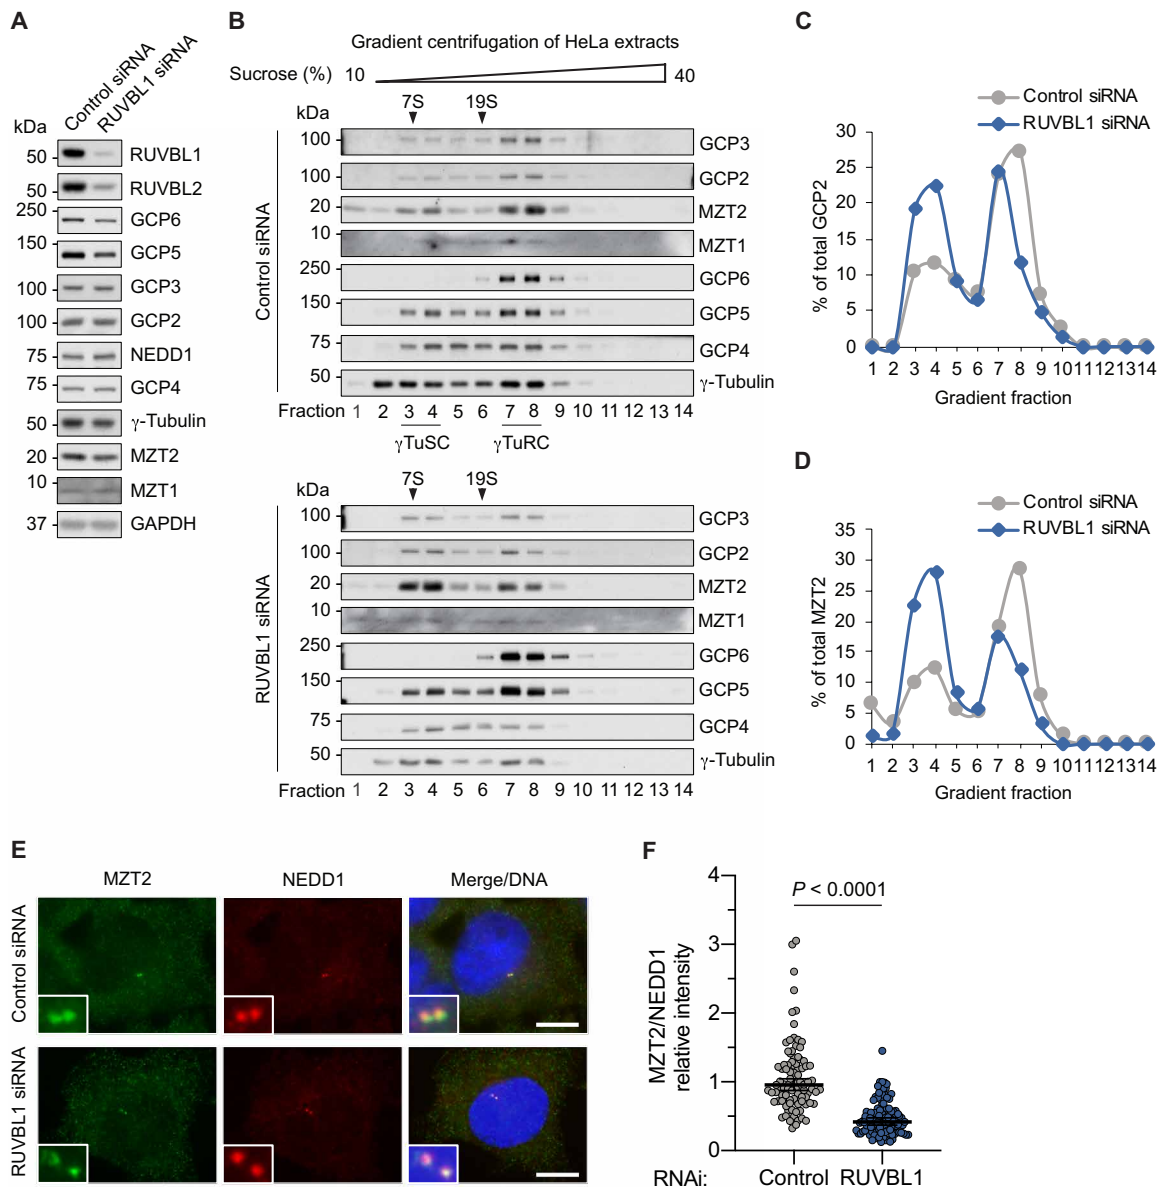 A
Control siRNA
RUVBL1 siRNA
kDa
50 RUVBL1
50 RUVBL2
250 GCP6
150 GCP5
100 GCP3
100 GCP2
75 NEDD1
75 GCP4
50 γ-Tubulin
20 MZT2
10 MZT1
37 GAPDH
B
Gradient centrifugation of HeLa extracts
Sucrose (%) 10 40
7S 19S
kDa
Control siRNA
100 GCP3
100 GCP2
20 MZT2
10 MZT1
250 GCP6
150 GCP5
75 GCP4
50 γ-Tubulin
Fraction 1 2 3 4 5 6 7 8 9 10 11 12 13 14
γTuSC γTuRC
7S 19S
kDa
RUVBL1 siRNA
100 GCP3
100 GCP2
20 MZT2
10 MZT1
250 GCP6
150 GCP5
75 GCP4
50 γ-Tubulin
Fraction 1 2 3 4 5 6 7 8 9 10 11 12 13 14
C
Control siRNA
RUVBL1 siRNA
% of total GCP2
30
25
20
15
10
5
0
1 2 3 4 5 6 7 8 9 10 11 12 13 14
Gradient fraction
D
Control siRNA
RUVBL1 siRNA
% of total MZT2
35
30
25
20
15
10
5
0
1 2 3 4 5 6 7 8 9 10 11 12 13 14
Gradient fraction
E
MZT2 NEDD1 Merge/DNA
Control siRNA
RUVBL1 siRNA
F
MZT2/NEDD1
relative intensity
4
3
2
1
0
P < 0.0001
RNAi: Control RUVBL1